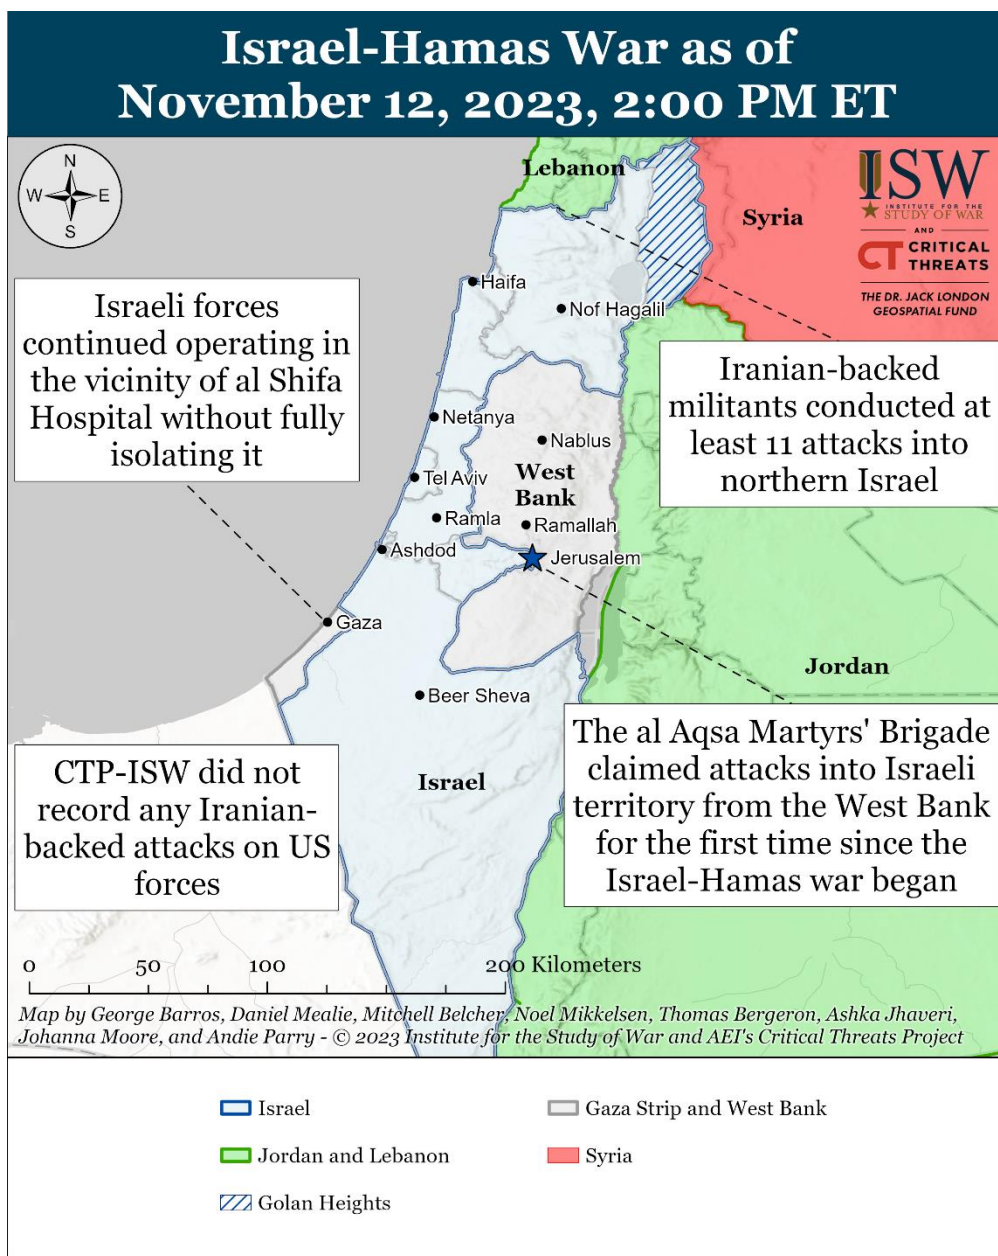 Israel-Hamas War as of
November 12, 2023, 2:00 PM ET
N
W
E
S
Lebanon
Syria
ISW
INSTITUTE FOR THE
STUDY OF WAR
AND
CT CRITICAL
THREATS
THE DR. JACK LONDON
GEOSPATIAL FUND
Haifa
Nof Hagalil
Israeli forces
continued operating in
the vicinity of al Shifa
Hospital without fully
isolating it
Iranian-backed
militants conducted at
least 11 attacks into
northern Israel
Netanya
Nablus
Tel Aviv
West
Bank
Ramla
Ramallah
Ashdod
Jerusalem
Gaza
Jordan
Beer Sheva
Israel
CTP-ISW did not
record any Iranian-
backed attacks on US
forces
The al Aqsa Martyrs' Brigade
claimed attacks into Israeli
territory from the West Bank
for the first time since the
Israel-Hamas war began
0 50 100 200 Kilometers
Map by George Barros, Daniel Mealie, Mitchell Belcher, Noel Mikkelsen, Thomas Bergeron, Ashka Jhaveri,
Johanna Moore, and Andie Parry - © 2023 Institute for the Study of War and AEI's Critical Threats Project
Israel
Gaza Strip and West Bank
Jordan and Lebanon
Syria
Golan Heights